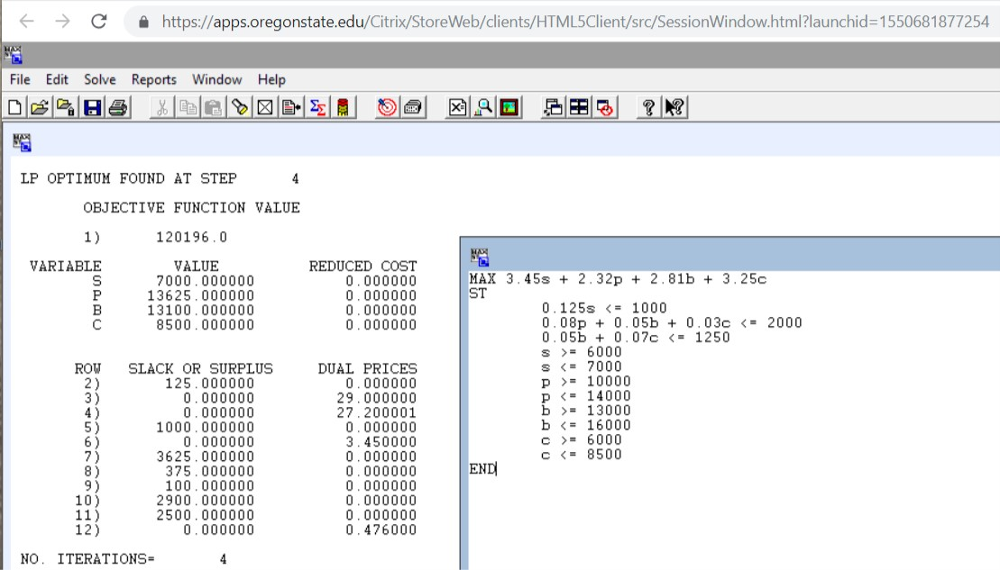 https://apps.oregonstate.edu/Citrix/StoreWeb/clients/HTML5Client/src/SessionWindow.html?launchid=1550681877254
File Edit Solve Reports Window Help
LP OPTIMUM FOUND AT STEP 4
OBJECTIVE FUNCTION VALUE
1) 120196.0
VARIABLE VALUE REDUCED COST
S 7000.000000 0.000000
P 13625.000000 0.000000
B 13100.000000 0.000000
C 8500.000000 0.000000
ROW SLACK OR SURPLUS DUAL PRICES
2) 125.000000 0.000000
3) 0.000000 29.000000
4) 0.000000 27.200001
5) 1000.000000 0.000000
6) 0.000000 3.450000
7) 3625.000000 0.000000
8) 375.000000 0.000000
9) 100.000000 0.000000
10) 2900.000000 0.000000
11) 2500.000000 0.000000
12) 0.000000 0.476000
NO. ITERATIONS= 4
MAX 3.45s + 2.32p + 2.81b + 3.25c
ST
0.125s <= 1000
0.08p + 0.05b + 0.03c <= 2000
0.05b + 0.07c <= 1250
s >= 6000
s <= 7000
p >= 10000
p <= 14000
b >= 13000
b <= 16000
c >= 6000
c <= 8500
END